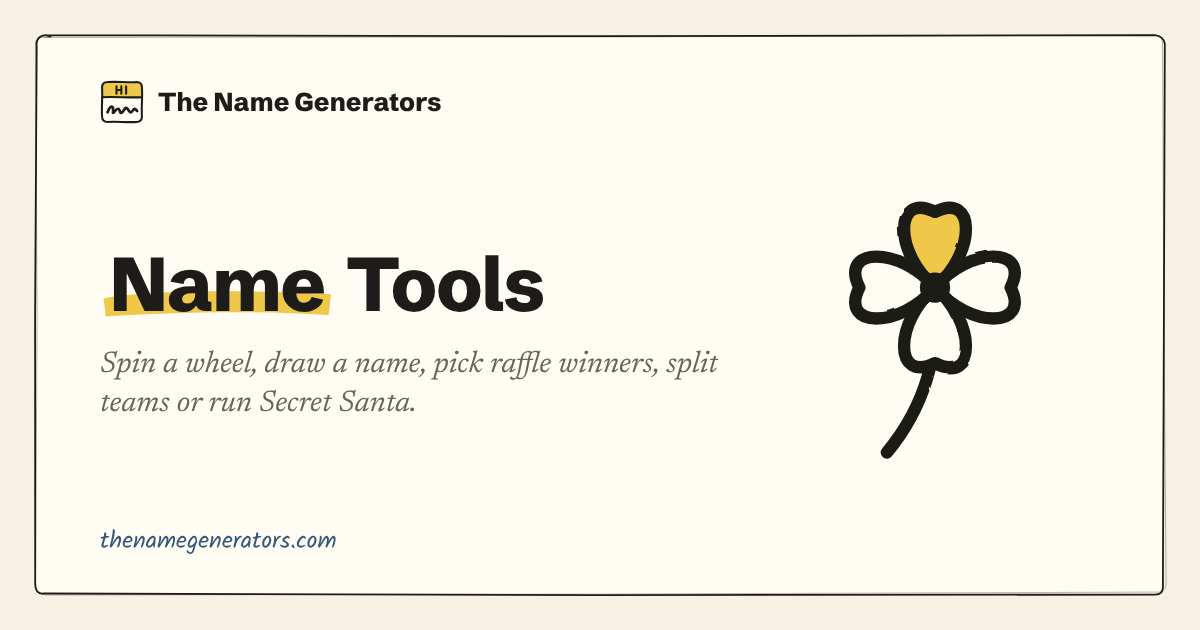 HI
The Name Generators
Name Tools
Spin a wheel, draw a name, pick raffle winners, split
teams or run Secret Santa.
thenamegenerators.com